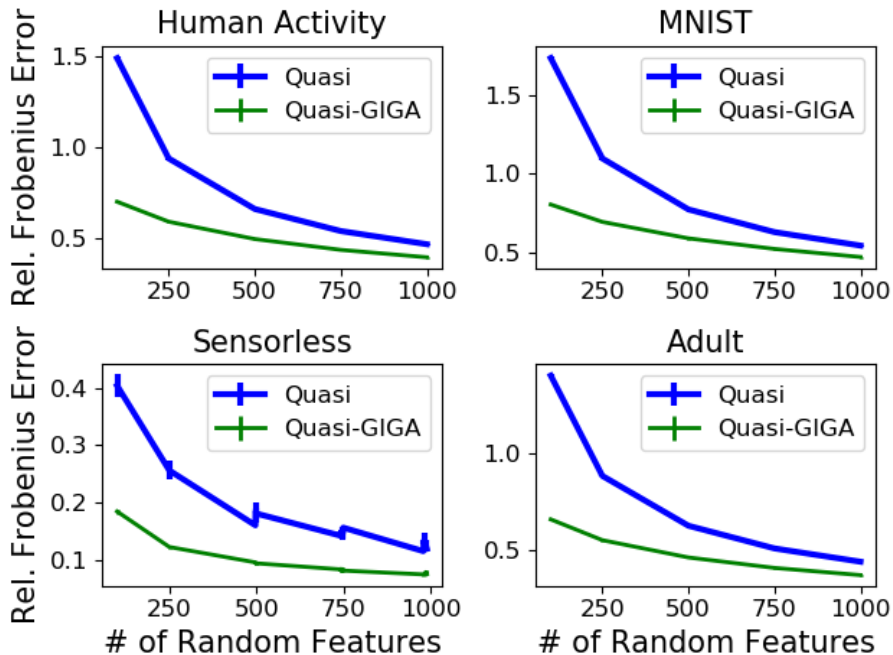 Human Activity
MNIST
Rel. Frobenius Error
1.5
1.0
0.5
Quasi
Quasi-GIGA
250
500
750
1000
1.5
1.0
0.5
Quasi
Quasi-GIGA
250
500
750
1000
Sensorless
Adult
Rel. Frobenius Error
0.4
0.3
0.2
0.1
Quasi
Quasi-GIGA
250
500
750
1000
# of Random Features
1.0
0.5
Quasi
Quasi-GIGA
250
500
750
1000
# of Random Features